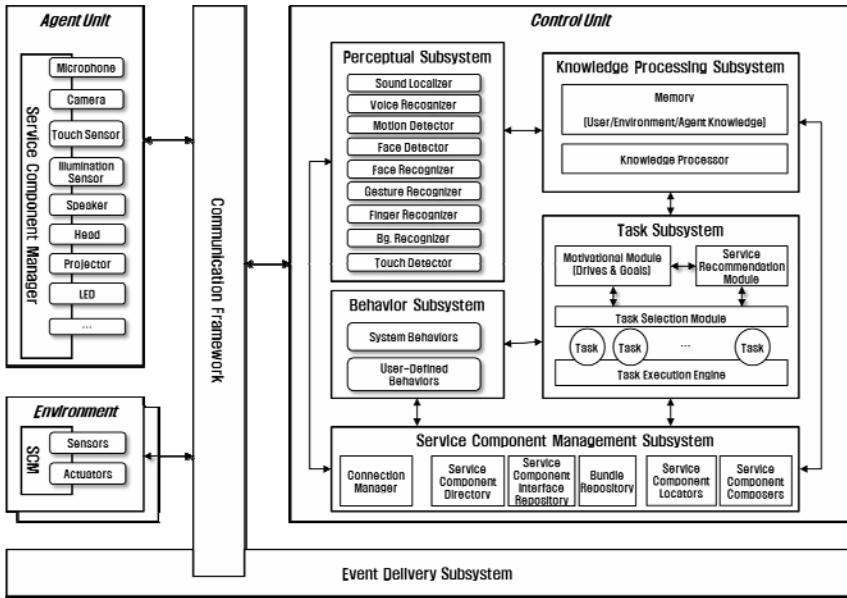 Agent Unit
Service Component Manager
Microphone
Camera
Touch Sensor
Illumination
Sensor
Speaker
Head
Projector
LED
...
Environment
SCM
Sensors
Actuators
Communication Framework
Control Unit
Perceptual Subsystem
Sound Localizer
Voice Recognizer
Motion Detector
Face Detector
Face Recognizer
Gesture Recognizer
Finger Recognizer
Bg. Recognizer
Touch Detector
Knowledge Processing Subsystem
Memory
(User/Environment/Agent Knowledge)
Knowledge Processor
Task Subsystem
Motivational Module
(Drives & Goals)
Service
Recommendation
Module
Task Selection Module
Task
Task
...
Task
Task Execution Engine
Behavior Subsystem
System Behaviors
User-Defined
Behaviors
Service Component Management Subsystem
Connection
Manager
Service
Component
Directory
Service
Component
Interface
Repository
Bundle
Repository
Service
Component
Locators
Service
Component
Composers
Event Delivery Subsystem